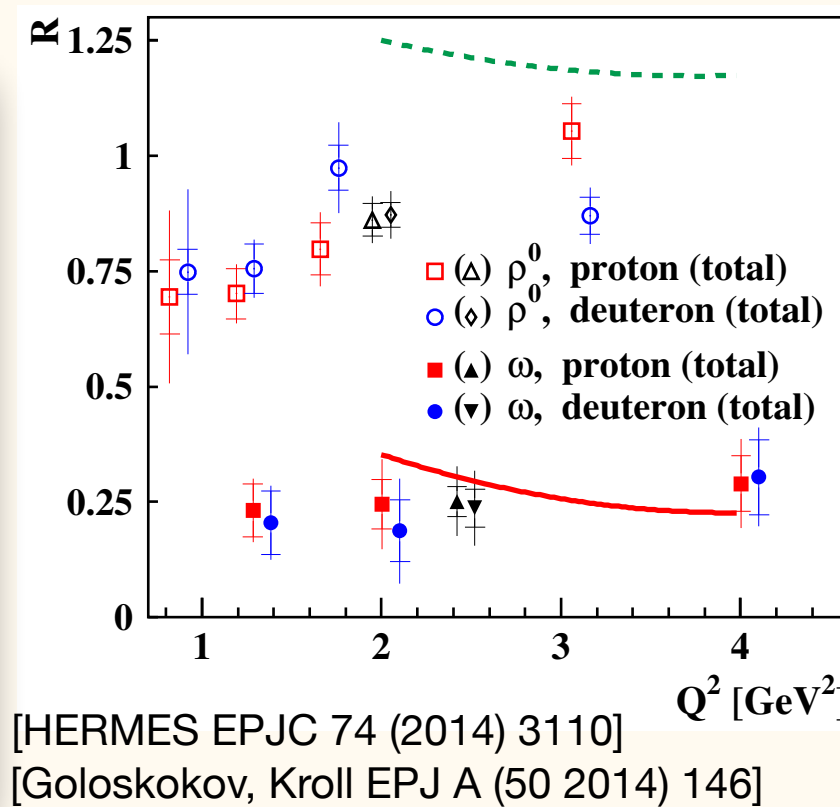 R
1.25
1
0.75
0.5
0.25
0
(△) ρ⁰, proton (total)
(◇) ρ⁰, deuteron (total)
(▲) ω, proton (total)
(▼) ω, deuteron (total)
1 2 3 4
Q² [GeV²]
[HERMES EPJC 74 (2014) 3110]
[Goloskokov, Kroll EPJ A (50 2014) 146]